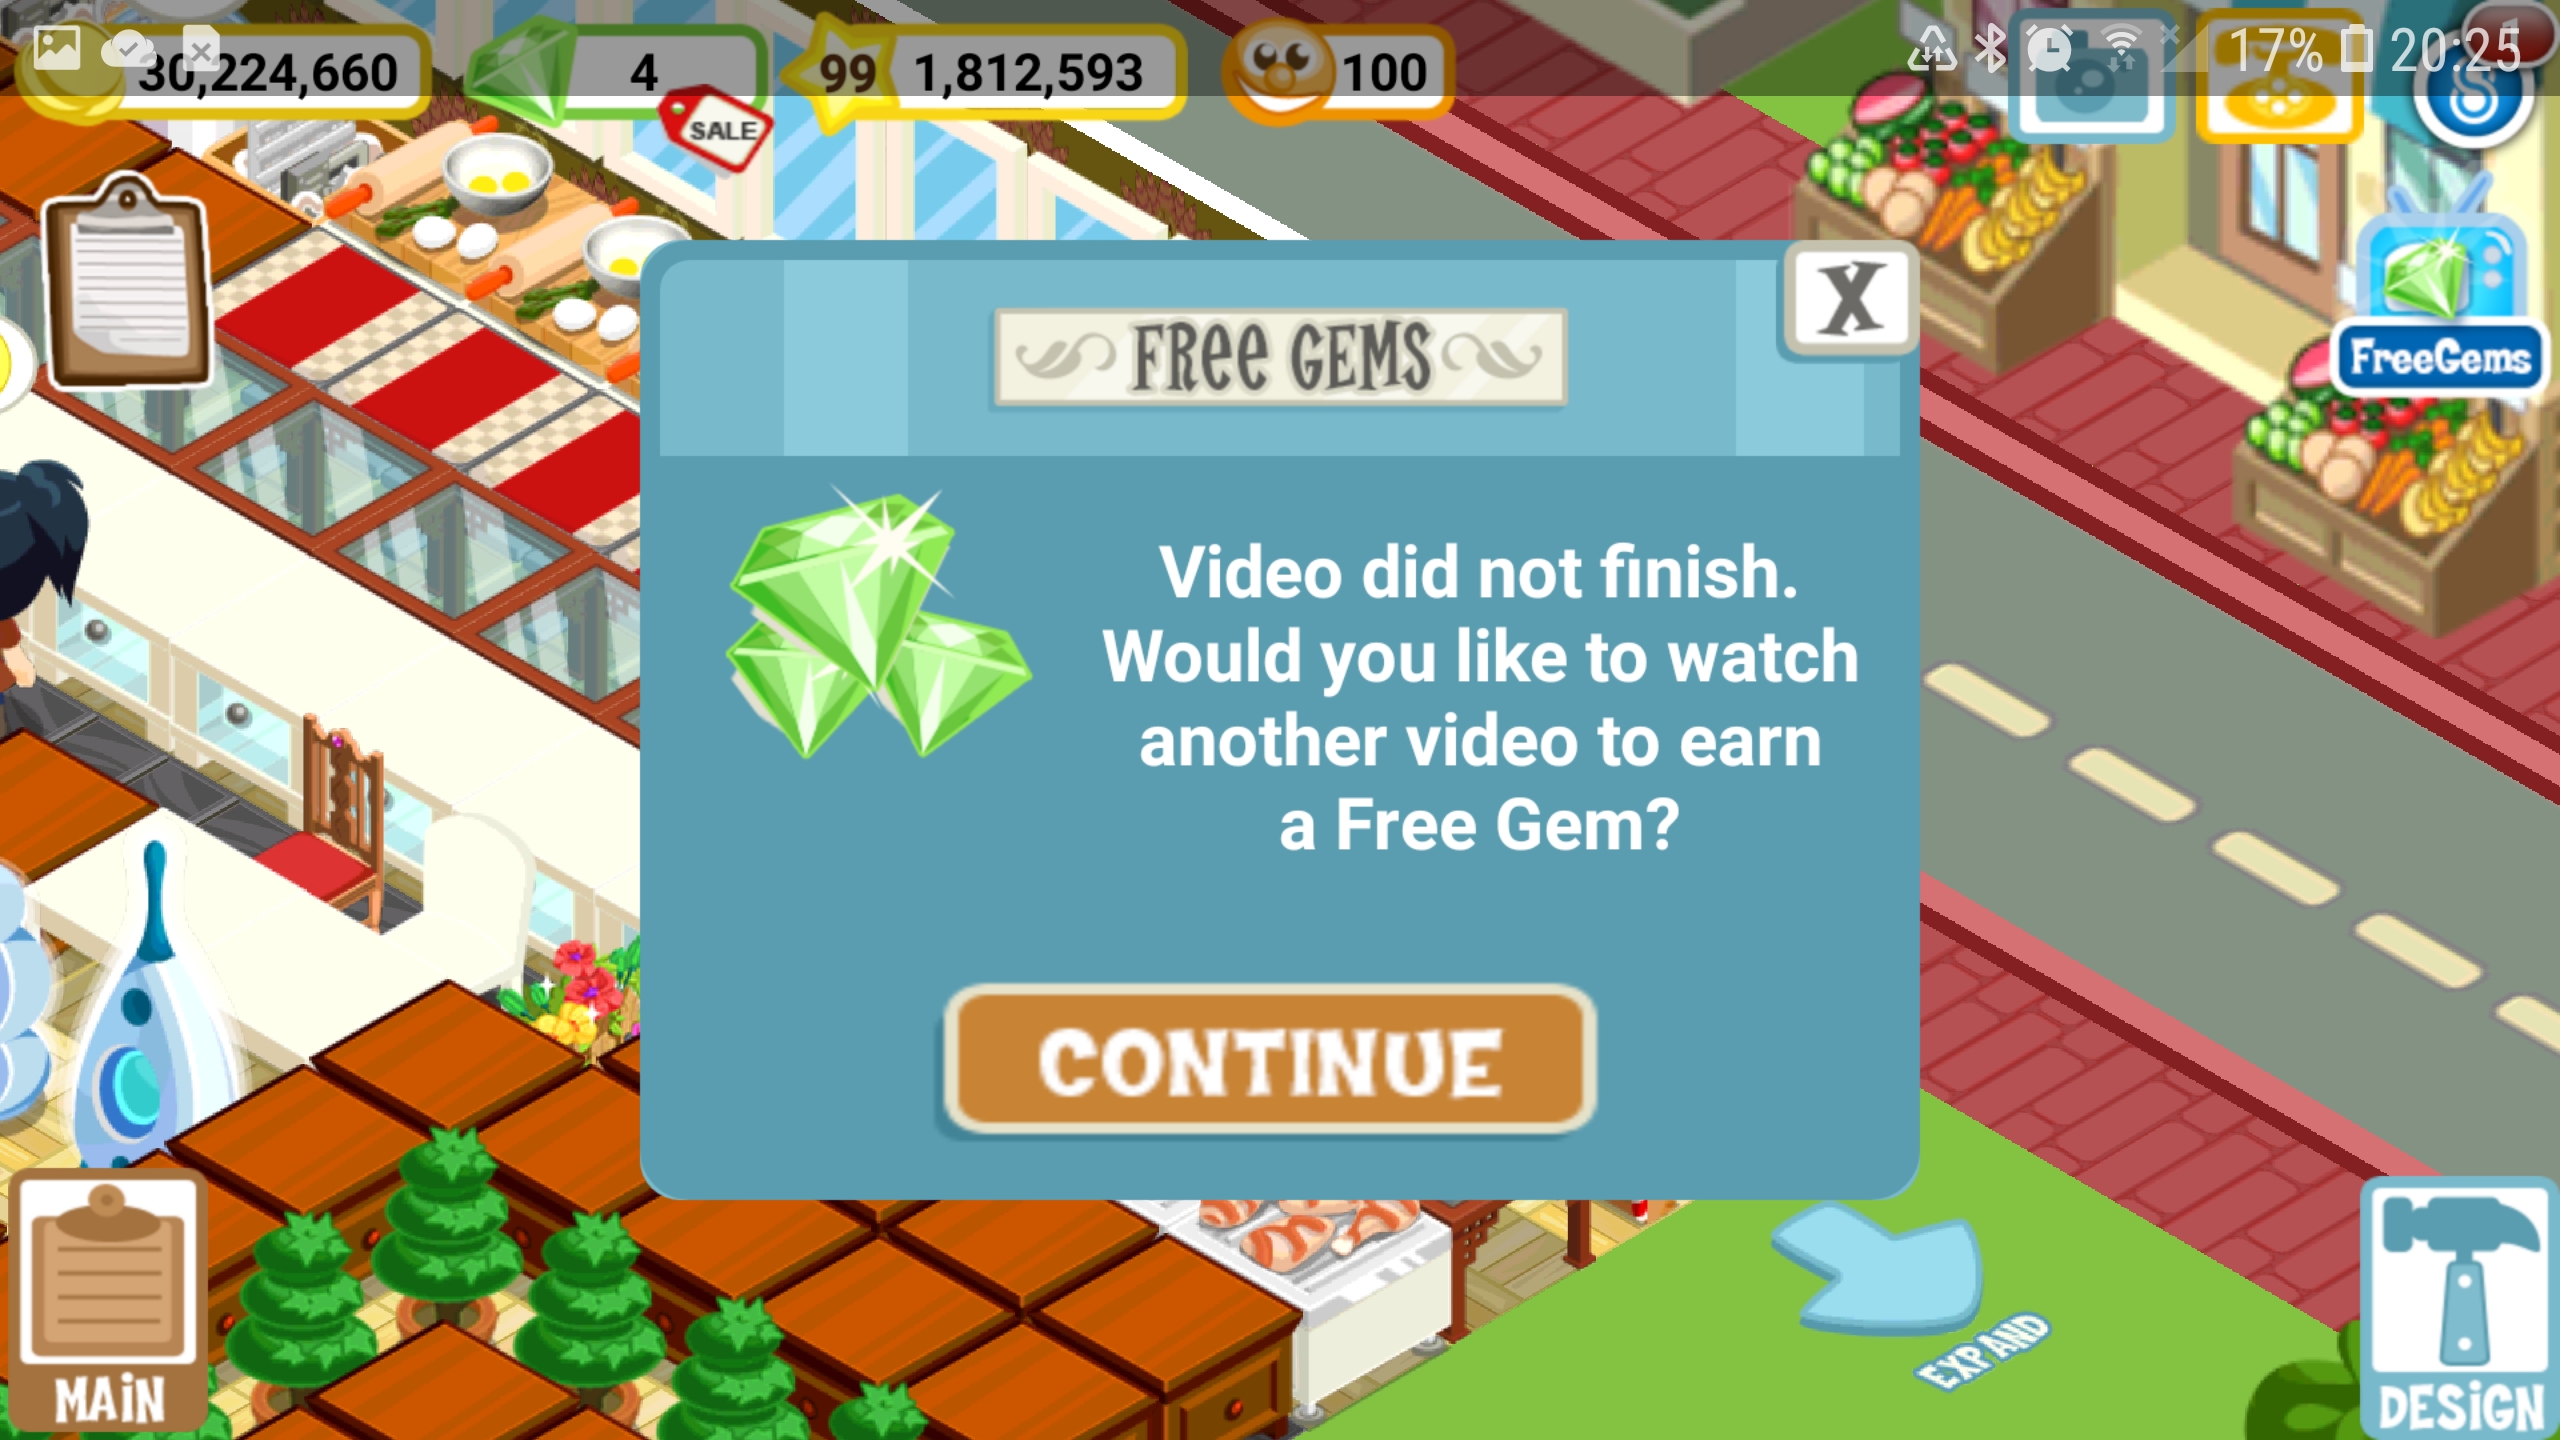 30,224,660
4
SALE
99 1,812,593
100
17% 20:25
FREE GEMS
X
FreeGems
Video did not finish.
Would you like to watch
another video to earn
a Free Gem?
CONTINUE
EXPAND
MAIN
DESIGN